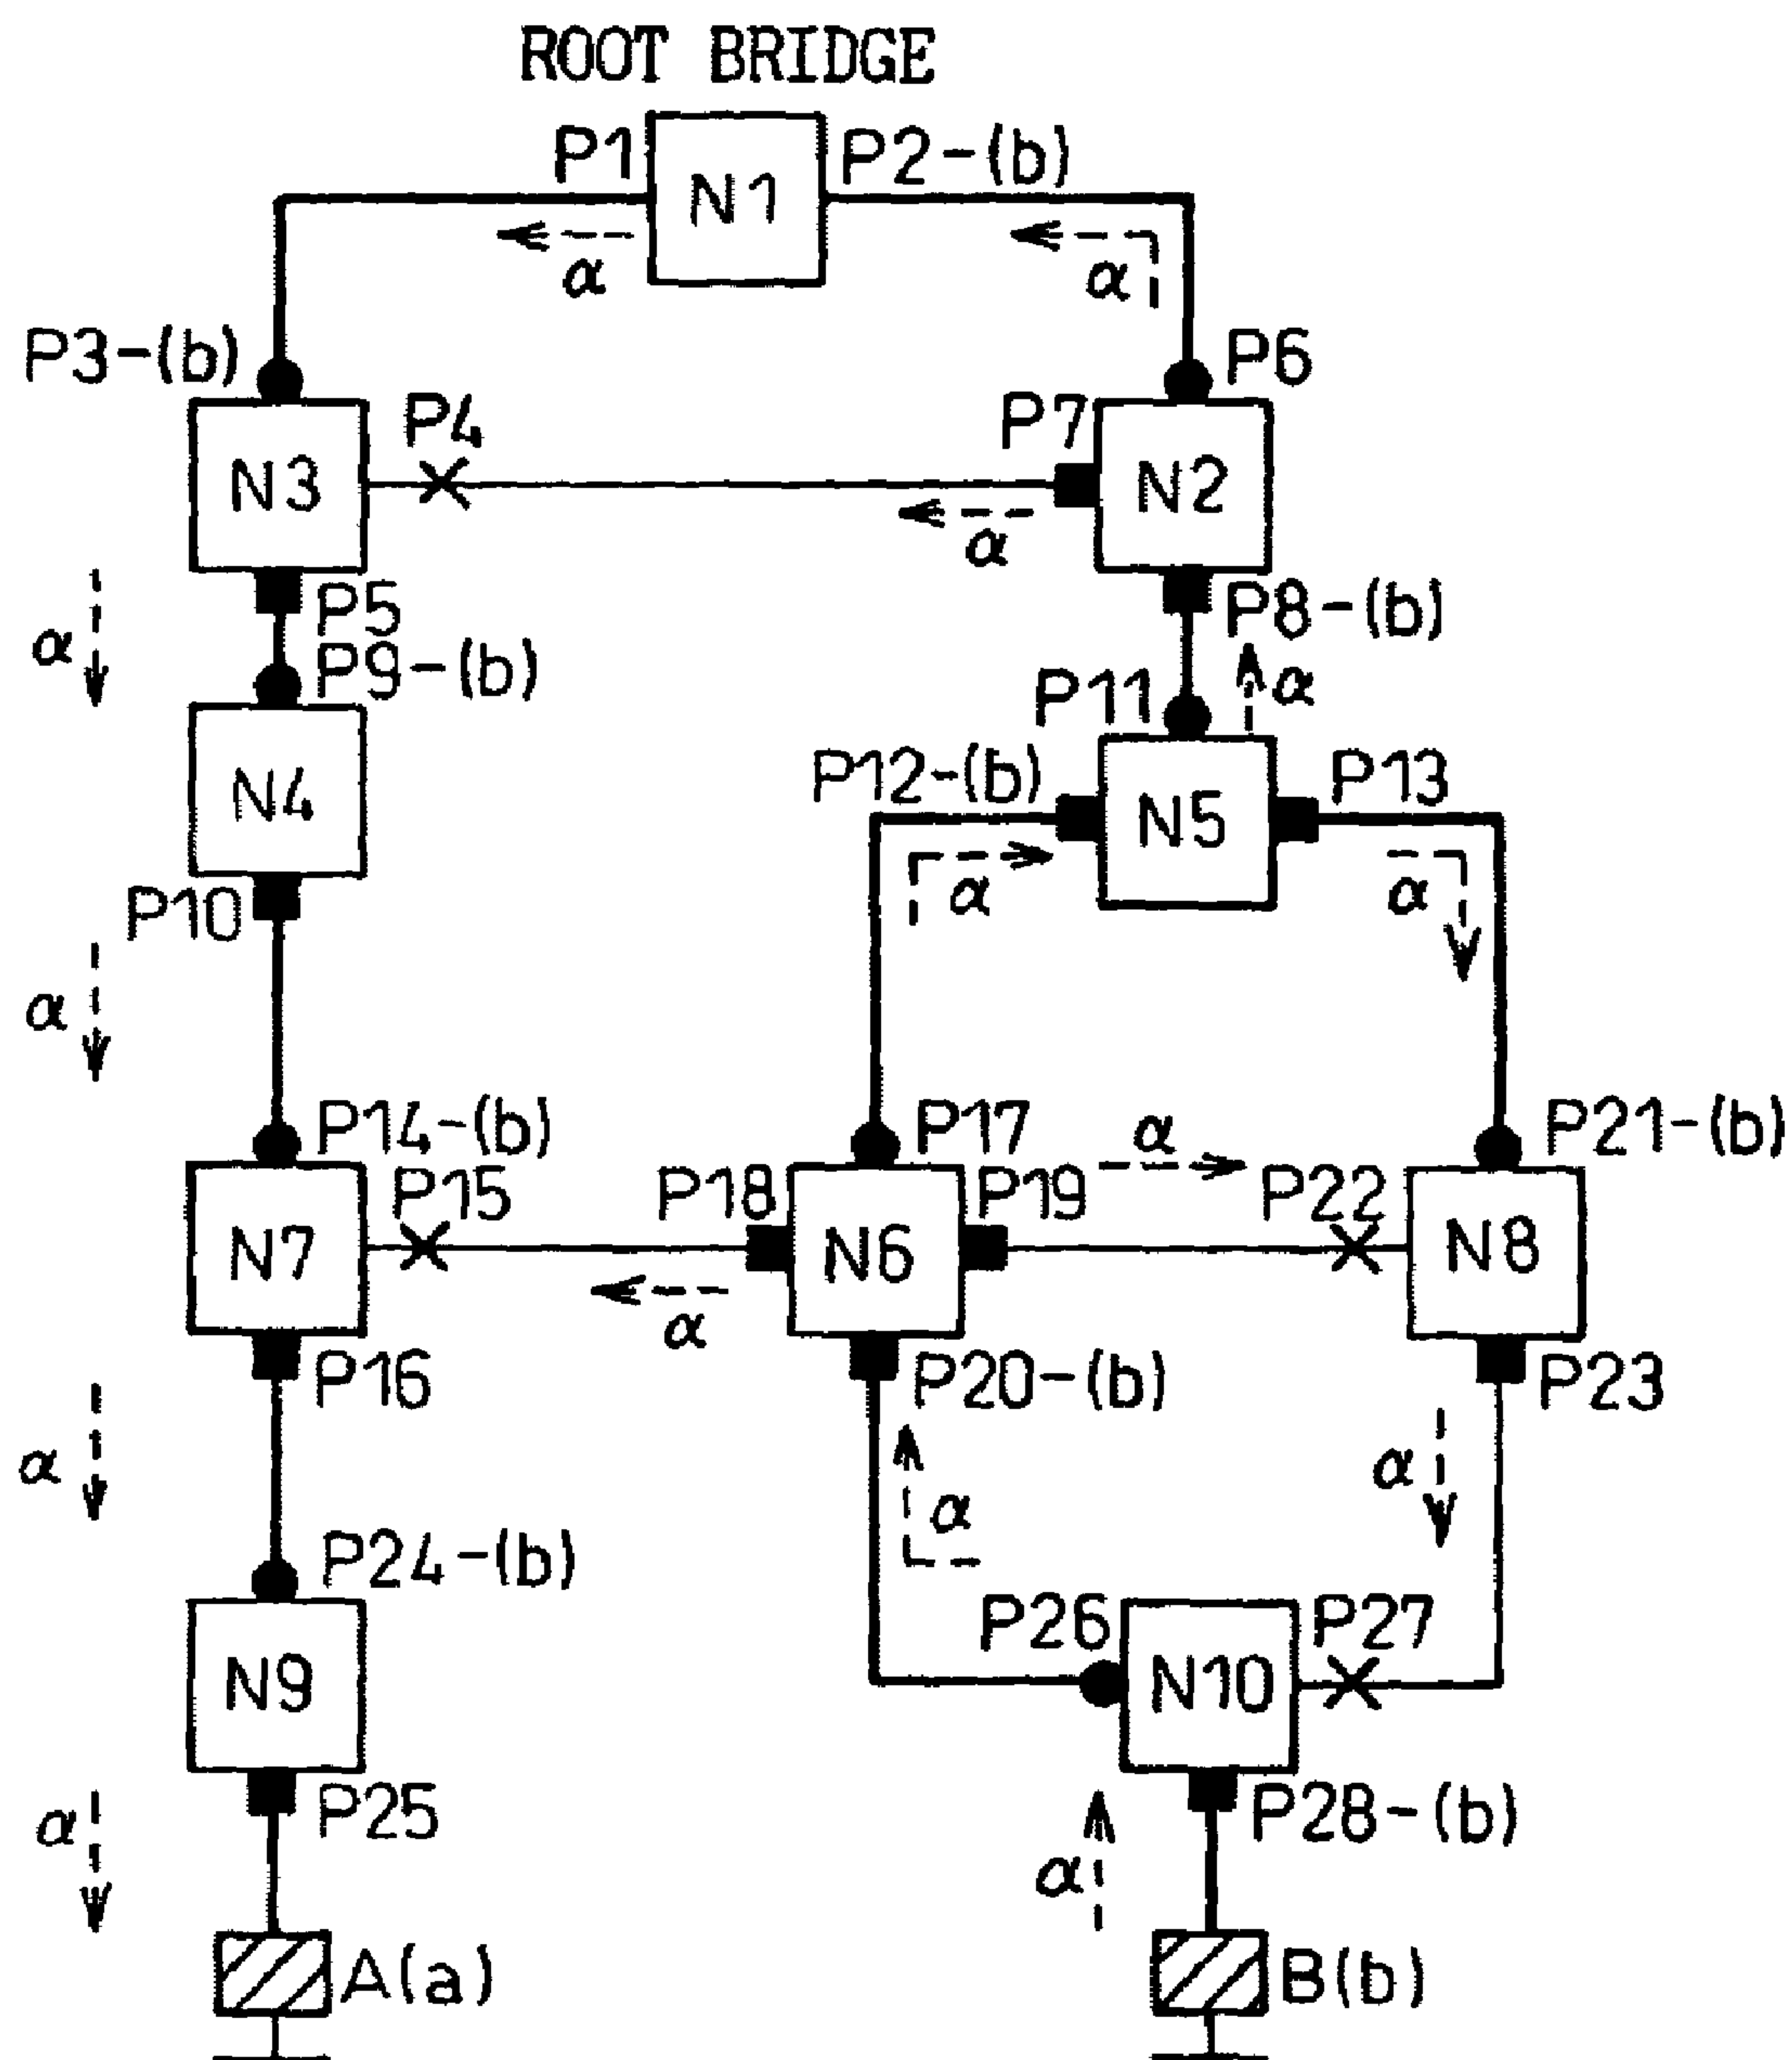 ROOT BRIDGE
P1
N1
P2-(b)
α
α
P3-(b)
P6
P4
P7
N3
N2
α
P5
P8-(b)
α
P9-(b)
P11
α
N4
P12-(b)
N5
P13
P10
α
α
α
P14-(b)
P17
α
P21-(b)
P15
P18
P19
P22
N7
N6
N8
α
P16
P20-(b)
P23
α
α
α
P24-(b)
P26
P27
N9
N10
P25
P28-(b)
α
α
A(a)
B(b)